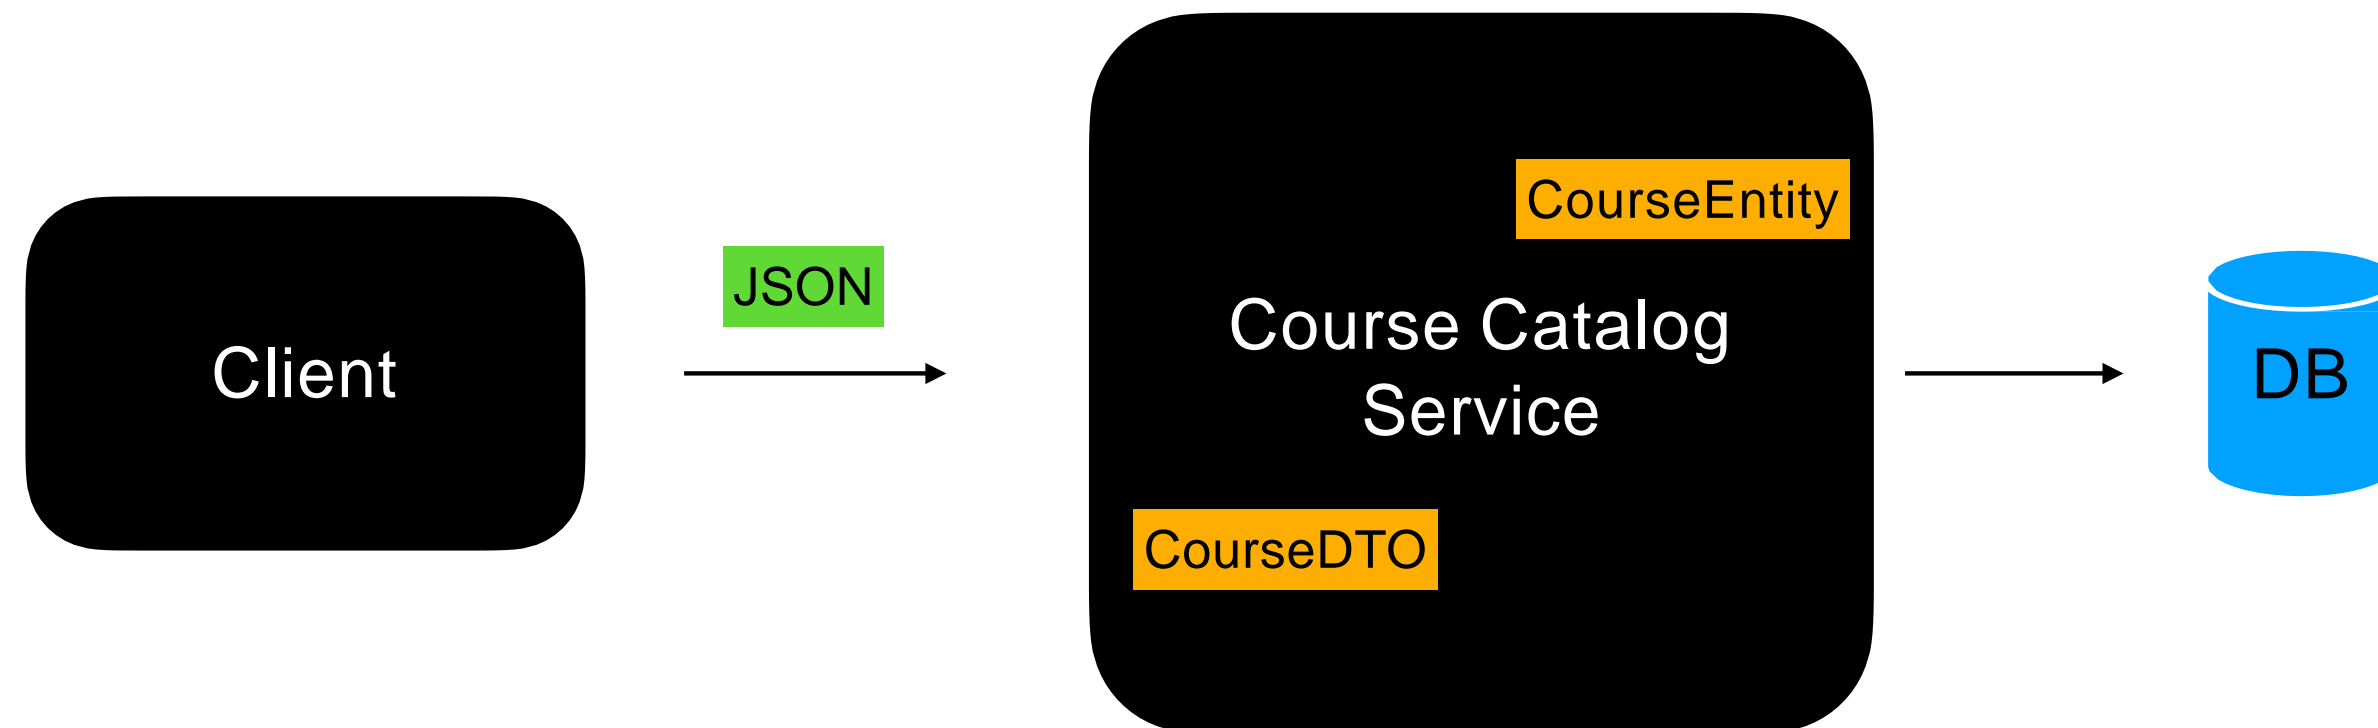 Client
JSON
CourseEntity
Course Catalog
Service
CourseDTO
DB